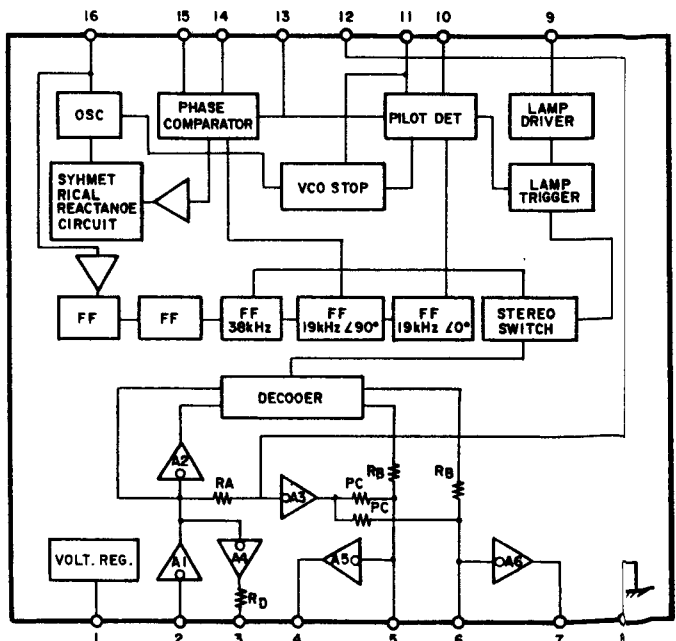 16 15 14 13 12 11 10 9
OSC
PHASE
COMPARATOR
PILOT DET
LAMP
DRIVER
SYHMET
RICAL
REACTANOE
CIRCUIT
VCO STOP
LAMP
TRIGGER
FF
FF
FF
38kHz
FF
19kHz ∠90°
FF
19kHz ∠0°
STEREO
SWITCH
DECOOER
A2
RA
A3
PC
PC
RB
RB
VOLT. REG.
A1
A4
RD
A5
A6
1 2 3 4 5 6 7